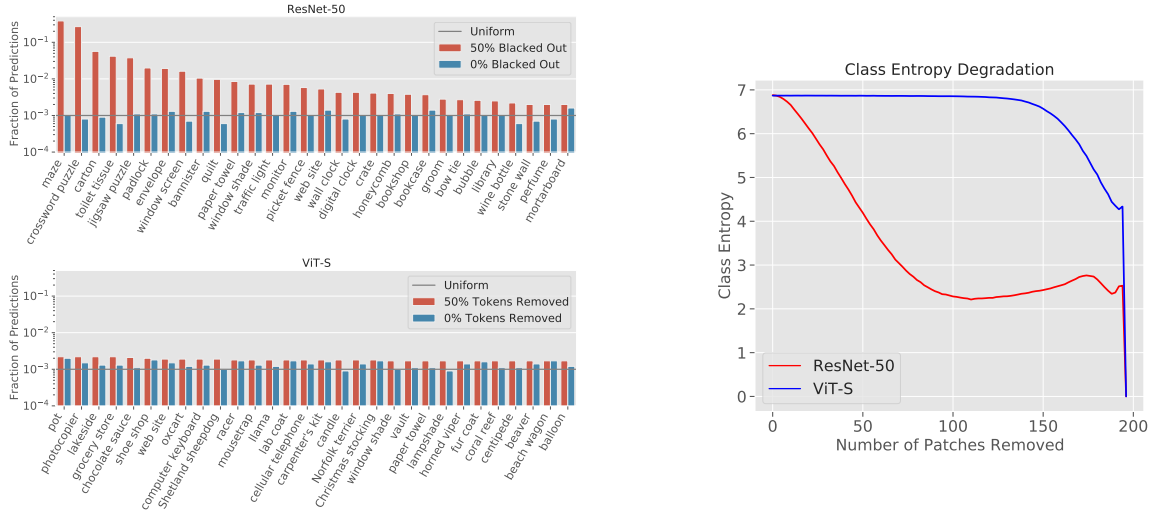 ResNet-50
Fraction of Predictions
10⁻¹
10⁻²
10⁻³
10⁻⁴
Uniform
50% Blacked Out
0% Blacked Out
maze
crossword puzzle
carton
toilet tissue
jigsaw puzzle
padlock
envelope
window screen
bannister
quilt
paper towel
window shade
traffic light
monitor
picket fence
web site
wall clock
digital clock
crate
honeycomb
bookshop
bookcase
groom
bow tie
bubble
library
wine bottle
stone wall
perfume
mortarboard
ViT-S
Fraction of Predictions
10⁻¹
10⁻²
10⁻³
10⁻⁴
Uniform
50% Tokens Removed
0% Tokens Removed
pot
photocopier
lakeside
grocery store
chocolate sauce
shoe shop
web site
oxcart
computer keyboard
Shetland sheepdog
racer
mousetrap
llama
lab coat
cellular telephone
carpenter's kit
candle
Norfolk terrier
Christmas stocking
window shade
vault
paper towel
lampshade
horned viper
fur coat
coral reef
centipede
beaver
beach wagon
balloon
Class Entropy Degradation
Class Entropy
7
6
5
4
3
2
1
0
ResNet-50
ViT-S
0 50 100 150 200
Number of Patches Removed